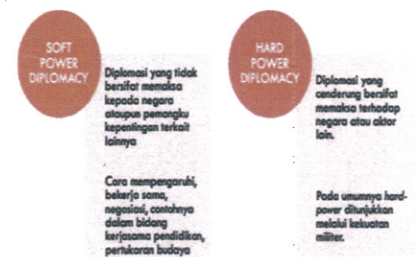 SOFT
POWER
DIPLOMACY
Diplomasi yang tidak
bersifat memaksa
kepada negara
ataupun pemangku
kepentingan terkait
lainnya
Cara mempengaruhi,
bekerja sama,
negosiasi, contohnya
dalam bidang
kerjasama pendidikan,
pertukaran budaya
HARD
POWER
DIPLOMACY
Diplomasi yang
cenderung bersifat
memaksa terhadap
negara atau aktor
lain.
Pada umumnya hard-
power ditunjukkan
melalui kekuatan
militer.